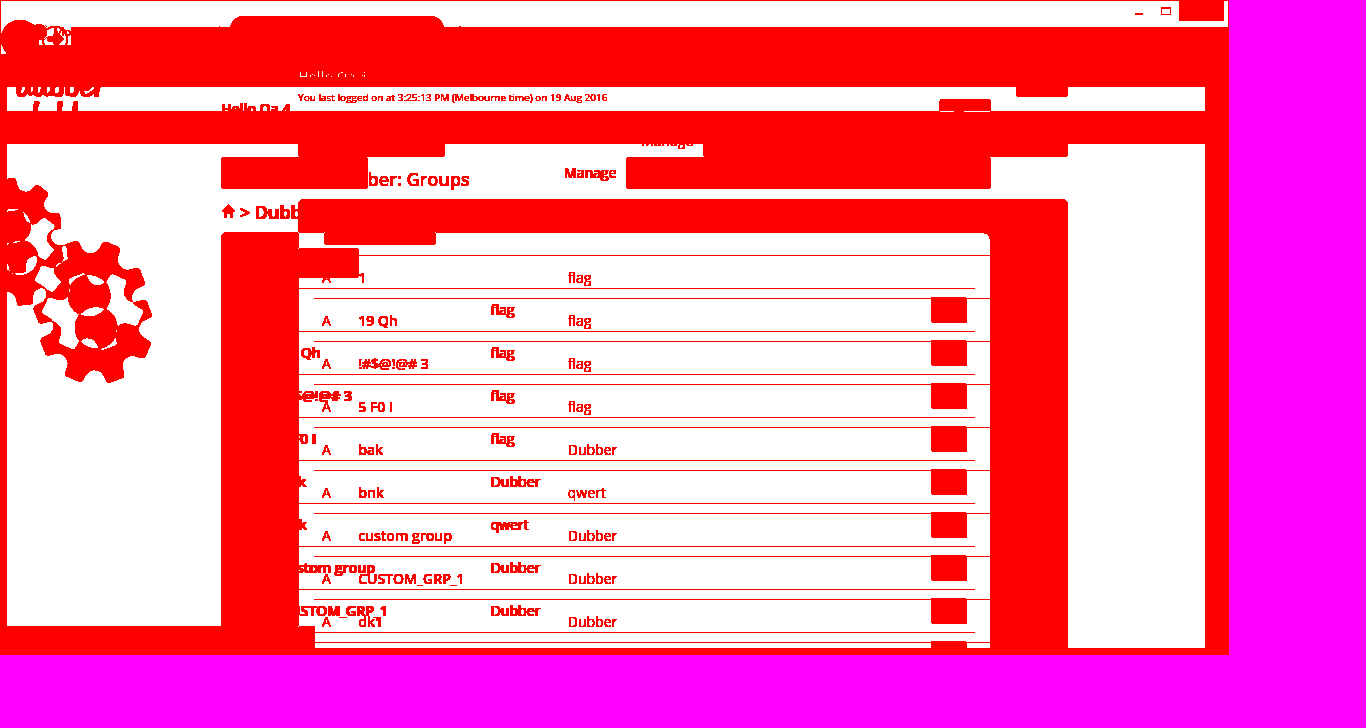 Hello Qa 4
You last logged on at 3:25:13 PM (Melbourne time) on 19 Aug 2016
Hello Qa 4
Manage
Manage
ber: Groups
> Dubb
A 1 flag
flag
A 19 Qh flag
Qh flag
A !#$@!@# 3 flag
$@!@# 3 flag
A 5 F0 I flag
F0 I flag
A bak Dubber
k Dubber
A bnk qwert
k qwert
A custom group Dubber
stom group Dubber
A CUSTOM_GRP_1 Dubber
STOM_GRP_1 Dubber
A dk1 Dubber